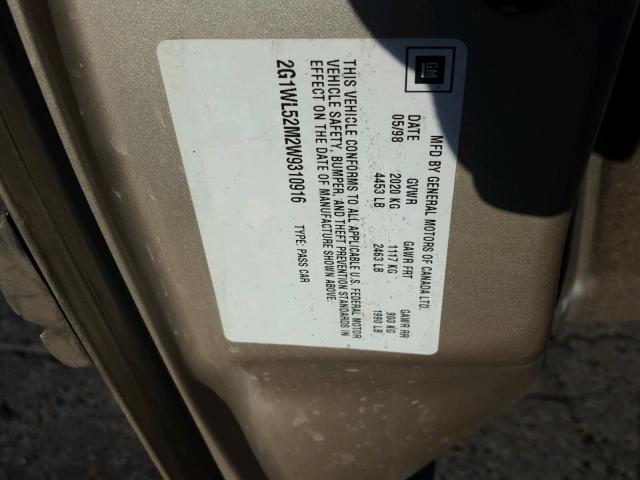 GM
MFD BY GENERAL MOTORS OF CANADA LTD.
DATE GVWR GAWR FRT GAWR RR
05/98 2020 KG 1117 KG 903 KG
4453 LB 2463 LB 1990 LB
THIS VEHICLE CONFORMS TO ALL APPLICABLE U.S. FEDERAL MOTOR
VEHICLE SAFETY, BUMPER, AND THEFT PREVENTION STANDARDS IN
EFFECT ON THE DATE OF MANUFACTURE SHOWN ABOVE.
2G1WL52M2W9310916 TYPE: PASS CAR